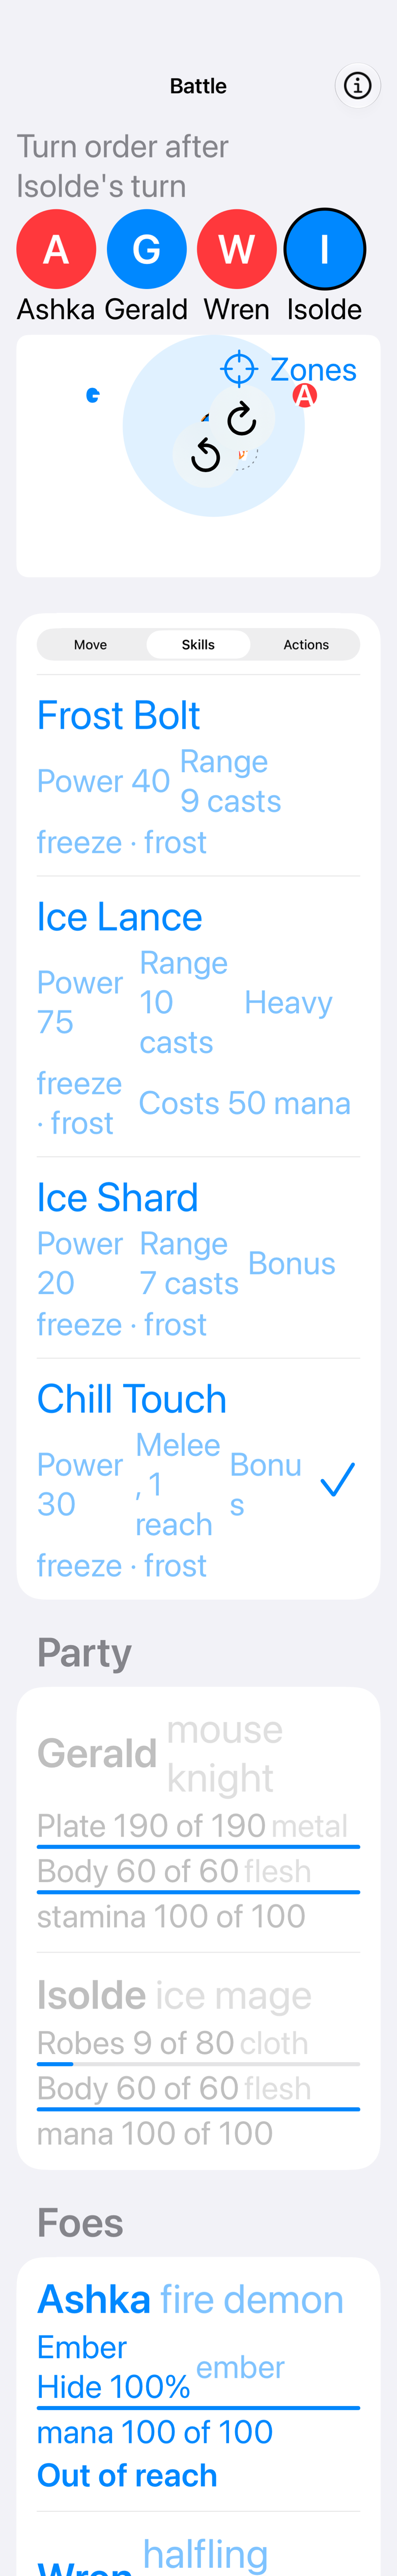 Battle
Turn order after
Isolde's turn
A G W I
Ashka Gerald Wren Isolde
Zones
A
Move Skills Actions
Frost Bolt
Power 40 Range
9 casts
freeze · frost
Ice Lance
Power
75
Range
10
casts
Heavy
freeze
· frost
Costs 50 mana
Ice Shard
Power
20
Range
7 casts
Bonus
freeze · frost
Chill Touch
Power
30
Melee
, 1
reach
Bonu
s
freeze · frost
Party
Gerald mouse
knight
Plate 190 of 190 metal
Body 60 of 60 flesh
stamina 100 of 100
Isolde ice mage
Robes 9 of 80 cloth
Body 60 of 60 flesh
mana 100 of 100
Foes
Ashka fire demon
Ember
Hide 100% ember
mana 100 of 100
Out of reach
Wren halfling